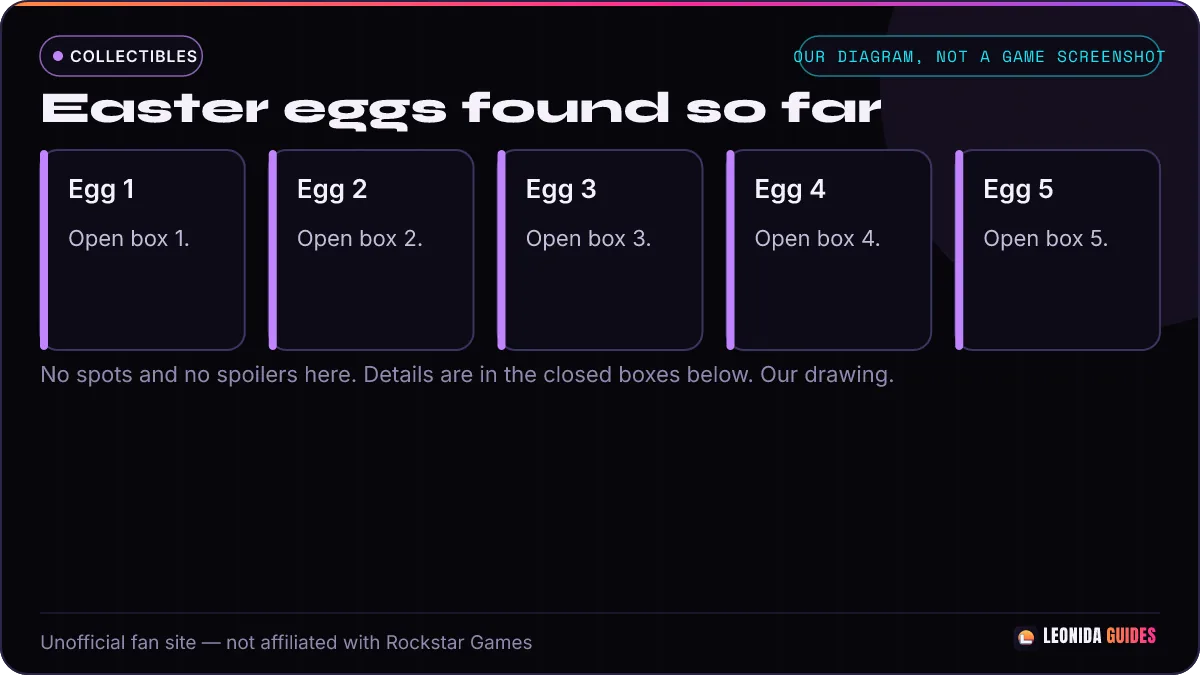 COLLECTIBLES
OUR DIAGRAM, NOT A GAME SCREENSHOT
Easter eggs found so far
Egg 1
Open box 1.
Egg 2
Open box 2.
Egg 3
Open box 3.
Egg 4
Open box 4.
Egg 5
Open box 5.
No spots and no spoilers here. Details are in the closed boxes below. Our drawing.
Unofficial fan site — not affiliated with Rockstar Games
LEONIDA GUIDES